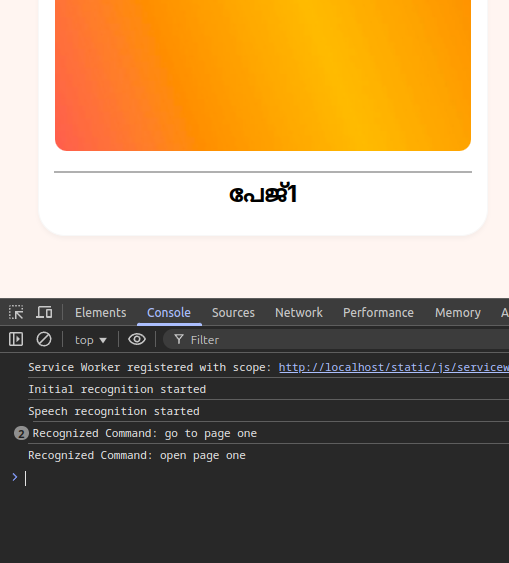 പേജ്1
Elements Console Sources Network Performance Memory A
top Filter
Service Worker registered with scope: http://localhost/static/js/servicew
Initial recognition started
Speech recognition started
2 Recognized Command: go to page one
Recognized Command: open page one